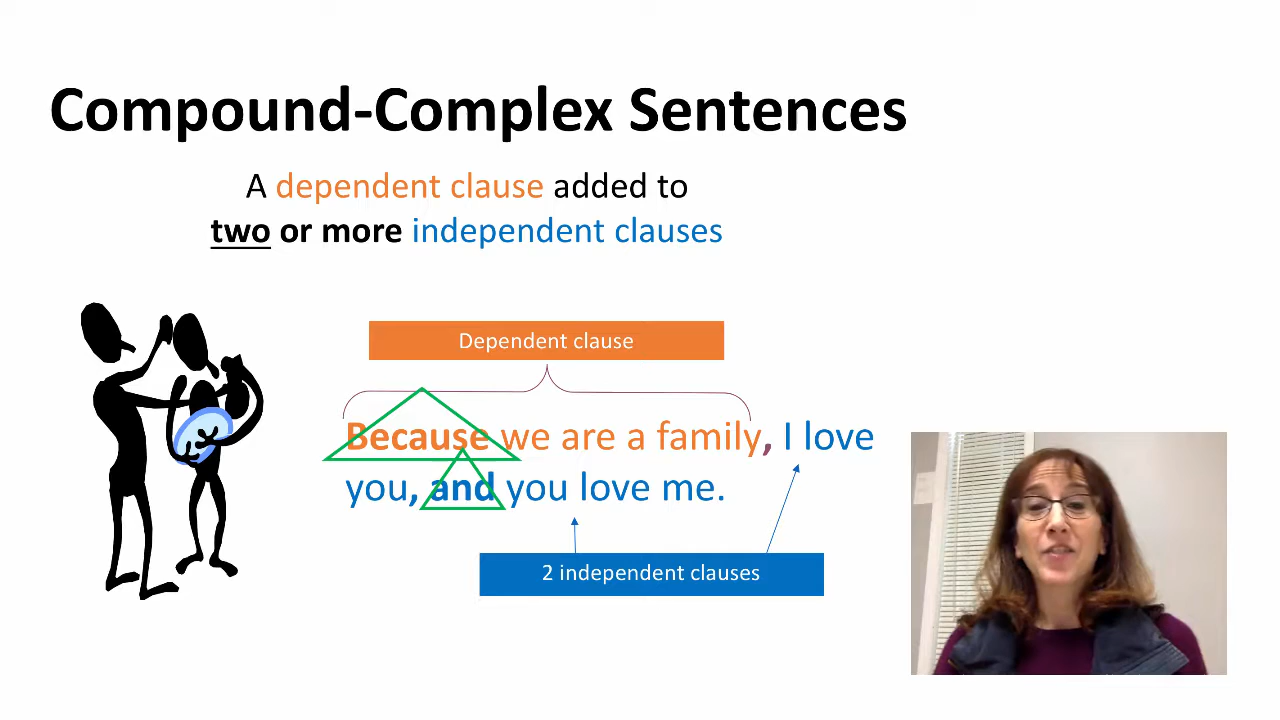 Compound-Complex Sentences
A dependent clause added to
two or more independent clauses
Dependent clause
Because we are a family, I love
you, and you love me.
2 independent clauses